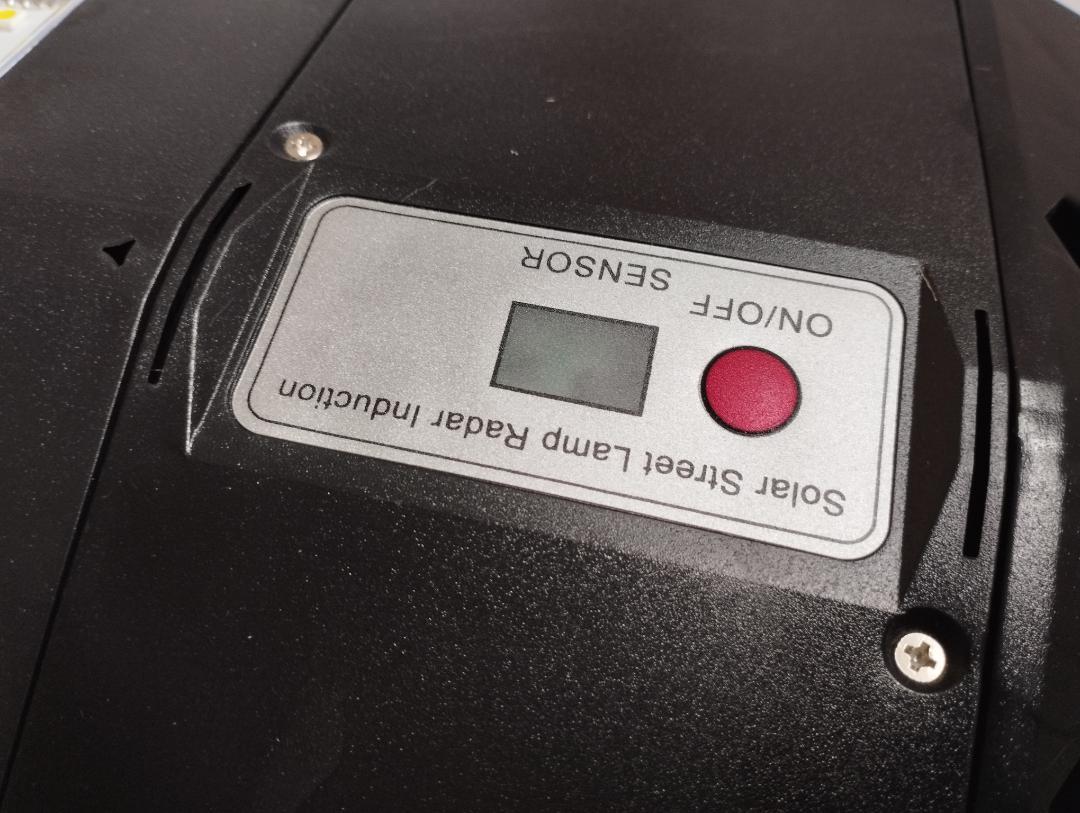 Solar Street Lamp Radar Induction
ON/OFF SENSOR